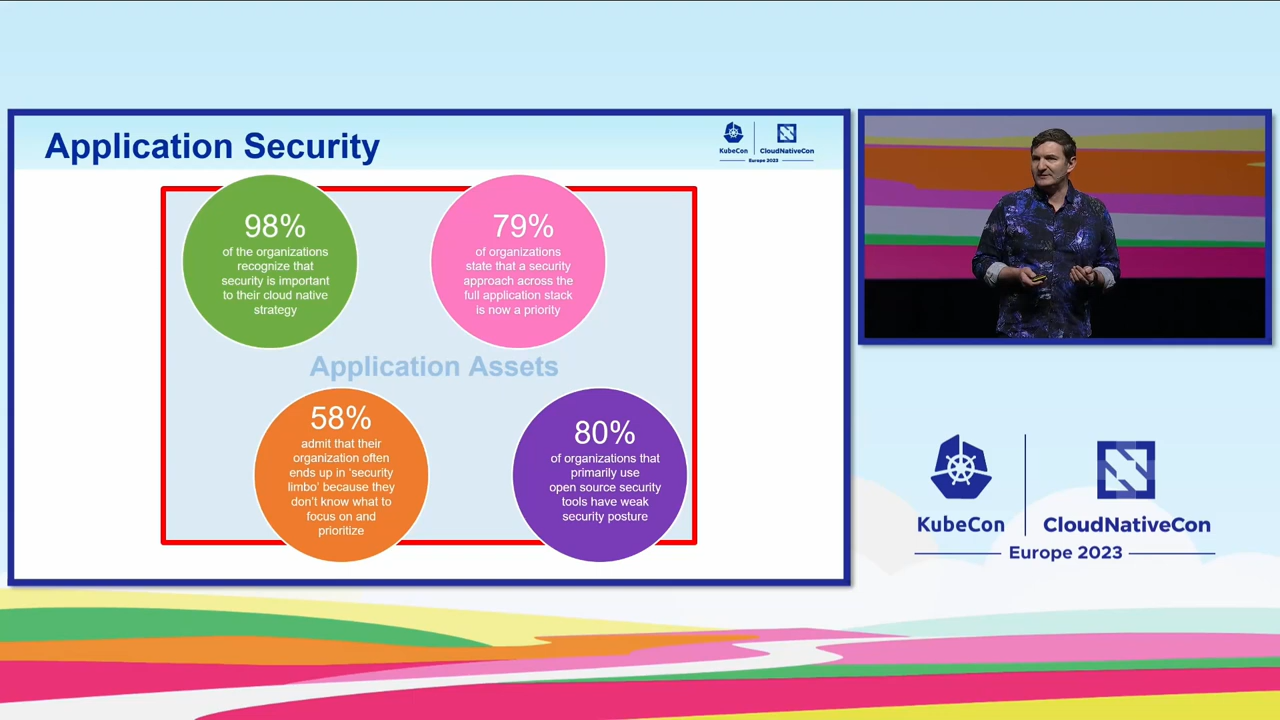 Application Security
KubeCon
CloudNativeCon
Europe 2023
98%
of the organizations
recognize that
security is important
to their cloud native
strategy
79%
of organizations
state that a security
approach across the
full application stack
is now a priority
Application Assets
58%
admit that their
organization often
ends up in ‘security
limbo’ because they
don’t know what to
focus on and
prioritize
80%
of organizations that
primarily use
open source security
tools have weak
security posture
KubeCon
CloudNativeCon
Europe 2023